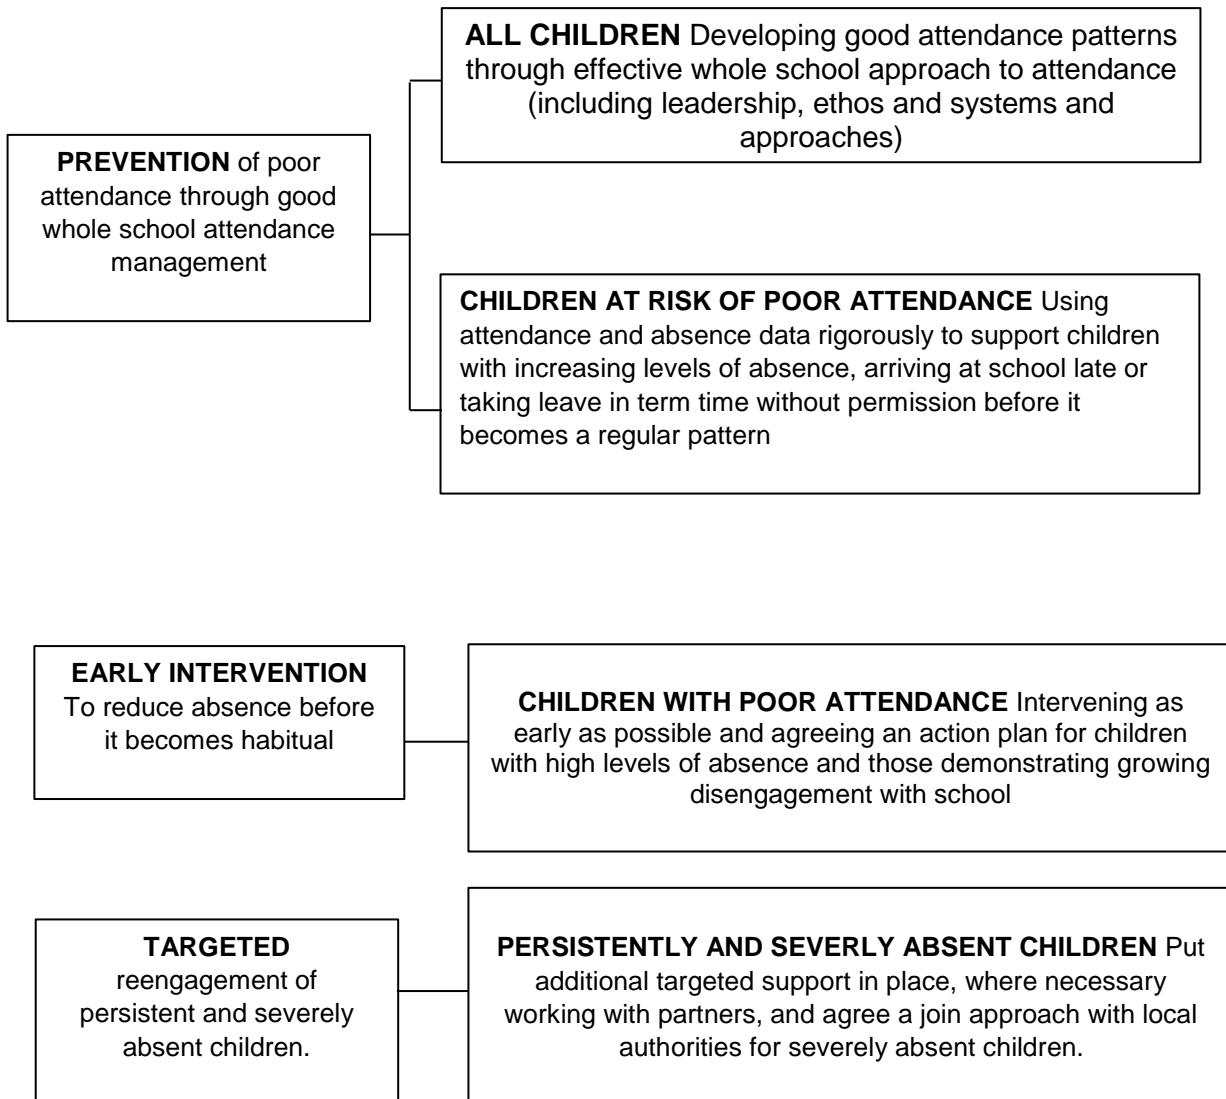 PREVENTION of poor
attendance through good
whole school attendance
management
ALL CHILDREN Developing good attendance patterns
through effective whole school approach to attendance
(including leadership, ethos and systems and
approaches)
CHILDREN AT RISK OF POOR ATTENDANCE Using
attendance and absence data rigorously to support children
with increasing levels of absence, arriving at school late or
taking leave in term time without permission before it
becomes a regular pattern
EARLY INTERVENTION
To reduce absence before
it becomes habitual
CHILDREN WITH POOR ATTENDANCE Intervening as
early as possible and agreeing an action plan for children
with high levels of absence and those demonstrating growing
disengagement with school
TARGETED
reengagement of
persistent and severely
absent children.
PERSISTENTLY AND SEVERLY ABSENT CHILDREN Put
additional targeted support in place, where necessary
working with partners, and agree a join approach with local
authorities for severely absent children.